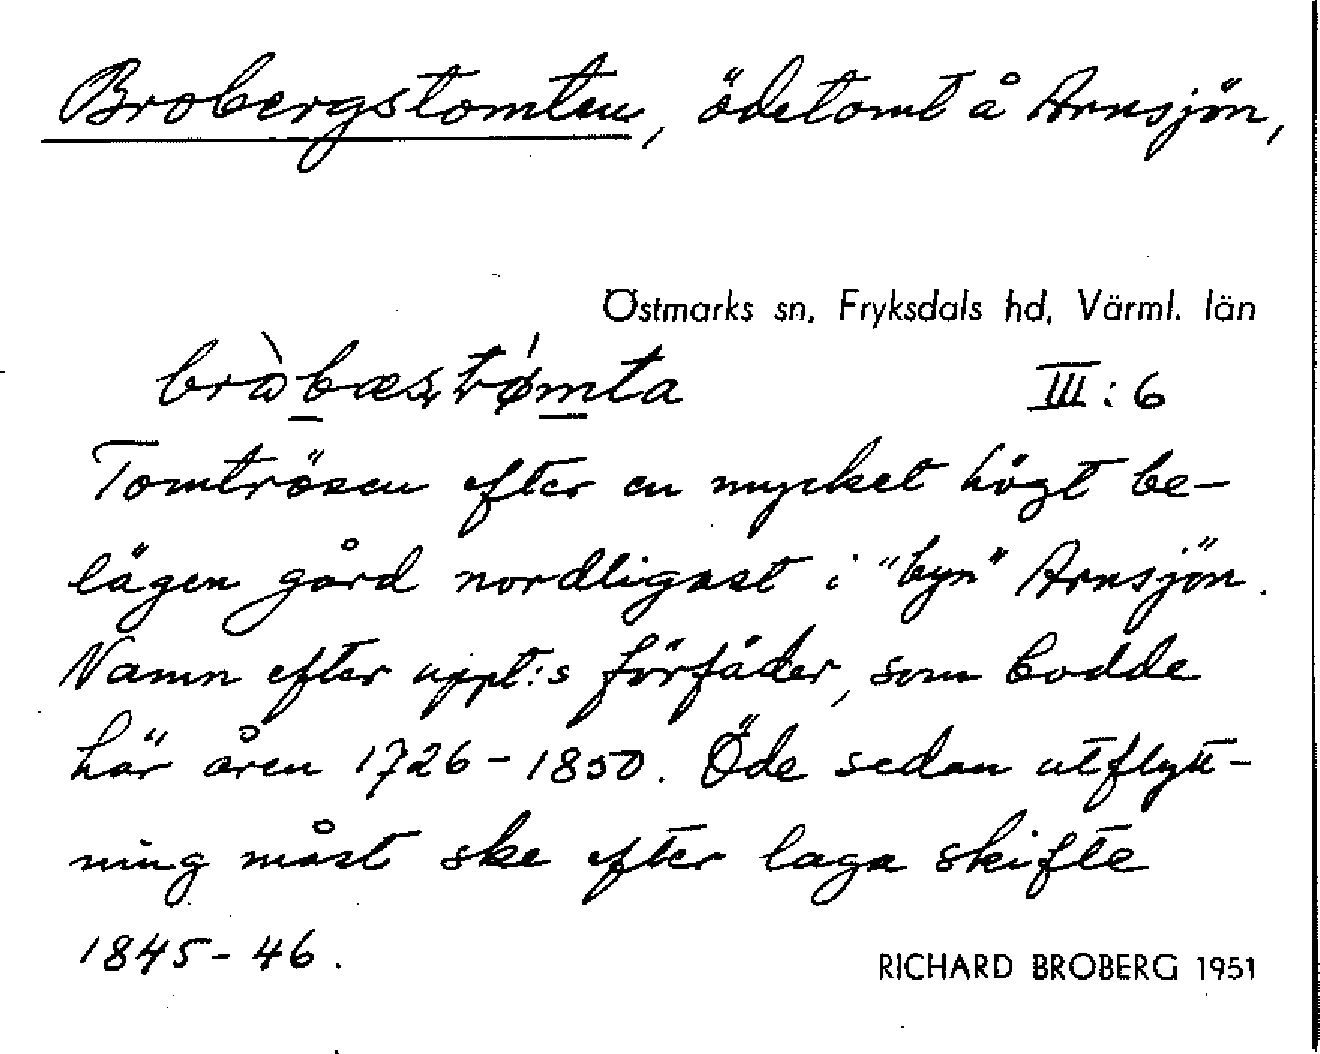 Brobergstomten, ödetomt å Arnsjön,
Östmarks sn, Fryksdals hd, Värml. län
III: 6
Tomtrösen efter en mycket högt be-
lägen gård nordligast i "byn" Arnsjön.
Namn efter uppt:s förfäder, som bodde
här åren 1726-1850. Öde sedan utflytt-
ning måst ske efter laga skifte
1845-46.
RICHARD BROBERG 1951